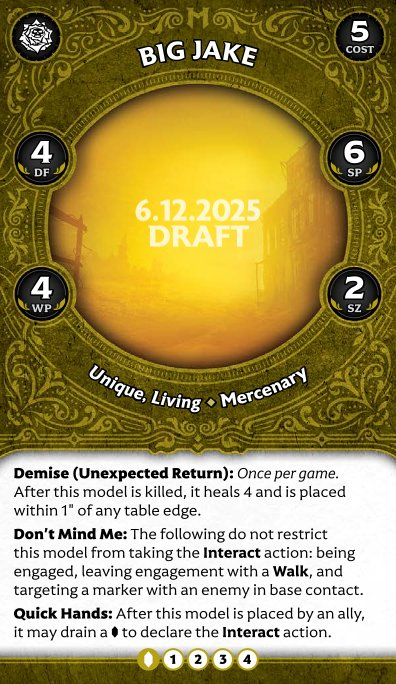 M
BIG JAKE
5
COST
4
DF
6
SP
6.12.2025
DRAFT
4
WP
2
SZ
Unique, Living ◆ Mercenary
Demise (Unexpected Return): Once per game.
After this model is killed, it heals 4 and is placed
within 1" of any table edge.
Don't Mind Me: The following do not restrict
this model from taking the Interact action: being
engaged, leaving engagement with a Walk, and
targeting a marker with an enemy in base contact.
Quick Hands: After this model is placed by an ally,
it may drain a ⬮ to declare the Interact action.
1 2 3 4